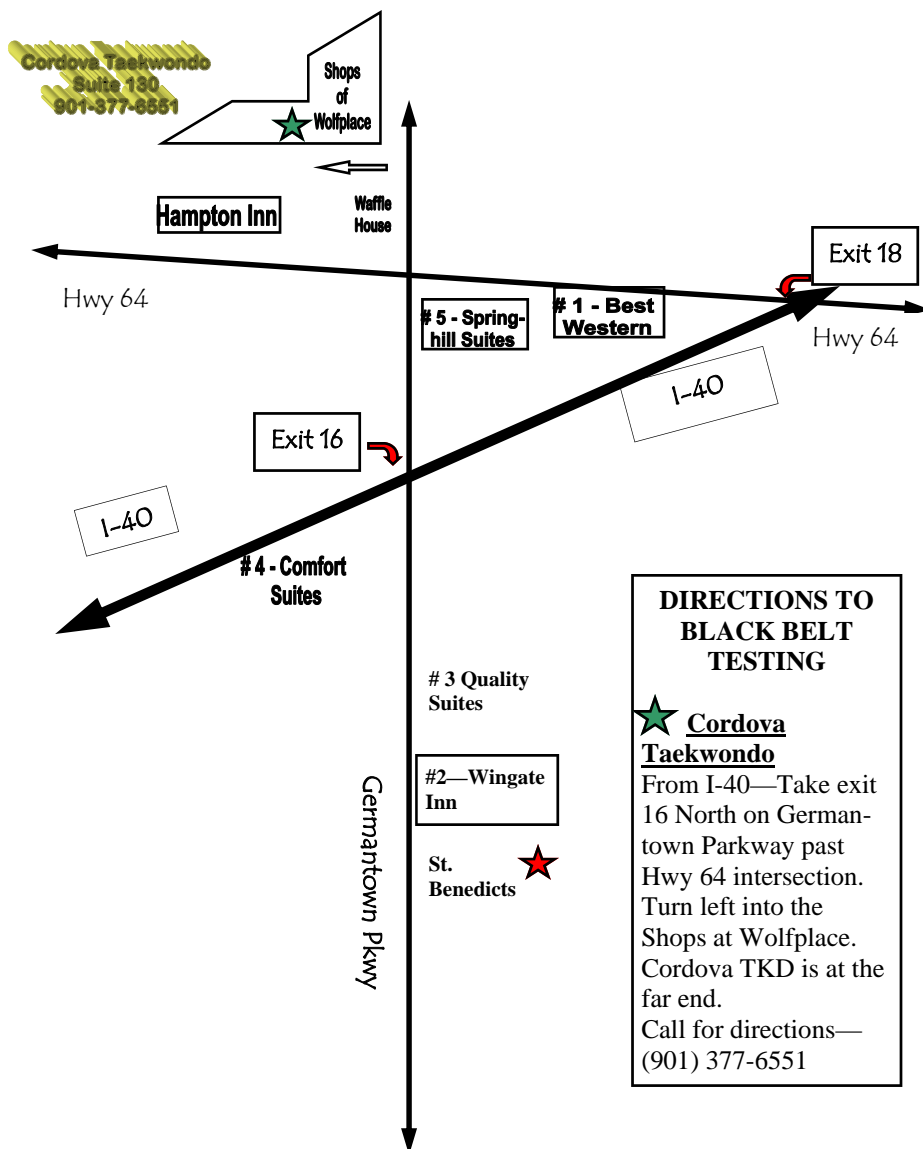 Cordova Taekwondo
Suite 130
901-377-6551
Shops
of
Wolfplace
Waffle
House
Hampton Inn
Exit 18
Hwy 64
# 5 - Spring-
hill Suites
# 1 - Best
Western
Hwy 64
I-40
Exit 16
I-40
# 4 - Comfort
Suites
# 3 Quality
Suites
#2—Wingate
Inn
St.
Benedicts
Germantown Pkwy
DIRECTIONS TO
BLACK BELT
TESTING
Cordova
Taekwondo
From I-40—Take exit
16 North on German-
town Parkway past
Hwy 64 intersection.
Turn left into the
Shops at Wolfplace.
Cordova TKD is at the
far end.
Call for directions—
(901) 377-6551